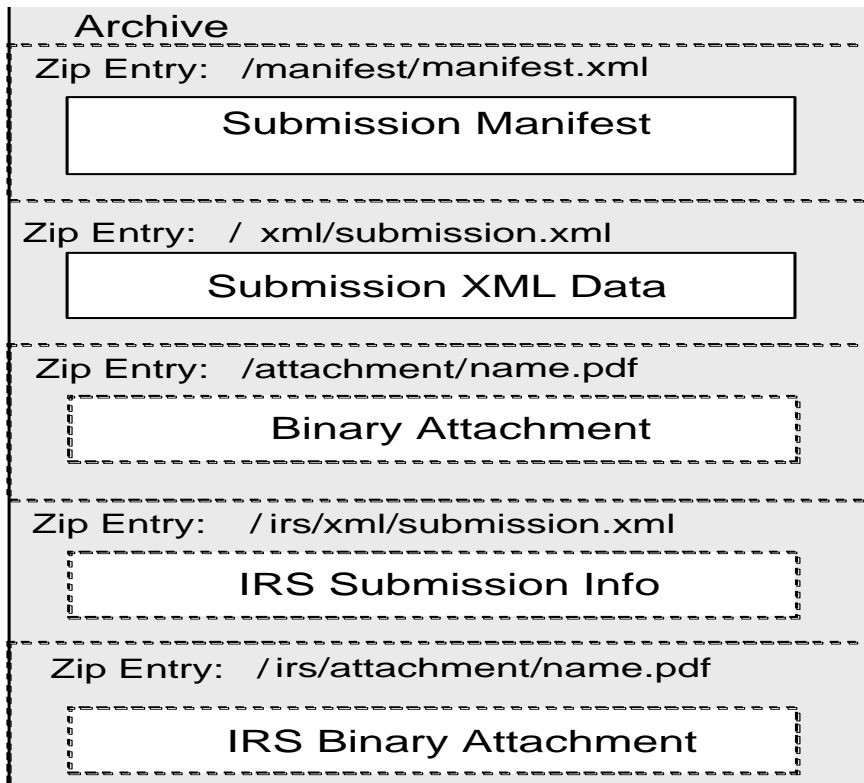 Archive
Zip Entry: /manifest/manifest.xml
Submission Manifest
Zip Entry: / xml/submission.xml
Submission XML Data
Zip Entry: /attachment/name.pdf
Binary Attachment
Zip Entry: /irs/xml/submission.xml
IRS Submission Info
Zip Entry: /irs/attachment/name.pdf
IRS Binary Attachment